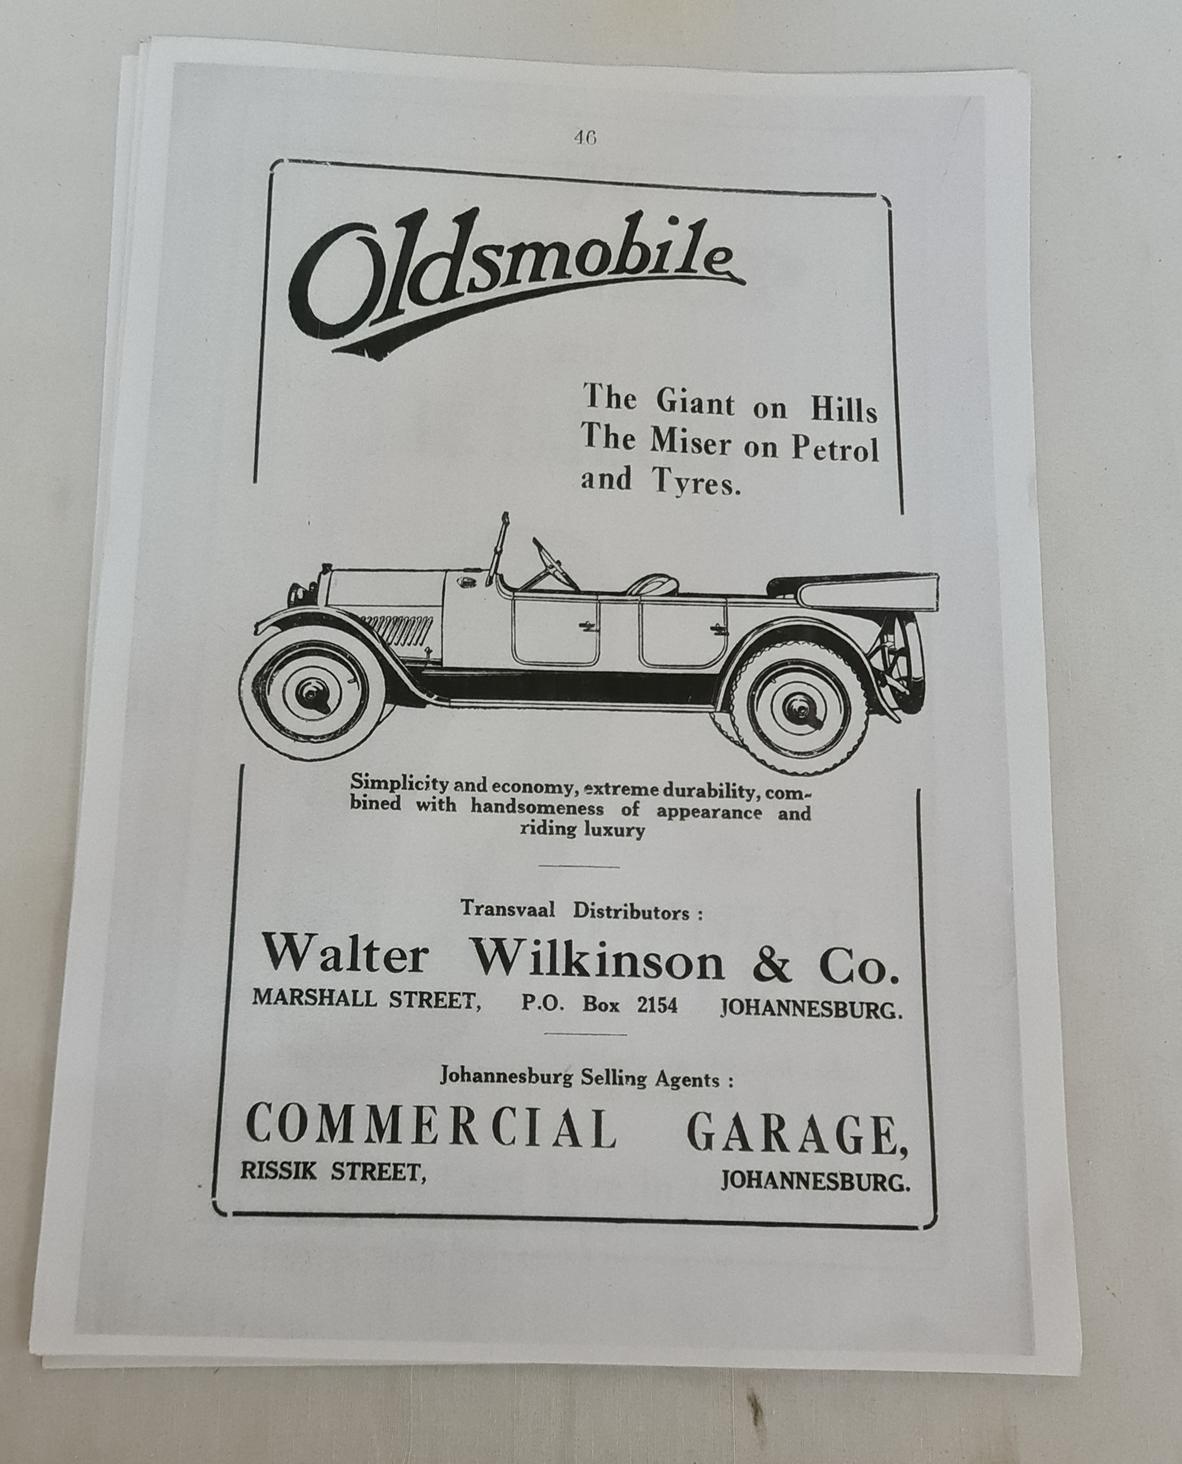 46
Oldsmobile
The Giant on Hills
The Miser on Petrol
and Tyres.
Simplicity and economy, extreme durability, com-
bined with handsomeness of appearance and
riding luxury
Transvaal Distributors :
Walter Wilkinson & Co.
MARSHALL STREET, P.O. Box 2154 JOHANNESBURG.
Johannesburg Selling Agents :
COMMERCIAL GARAGE,
RISSIK STREET, JOHANNESBURG.